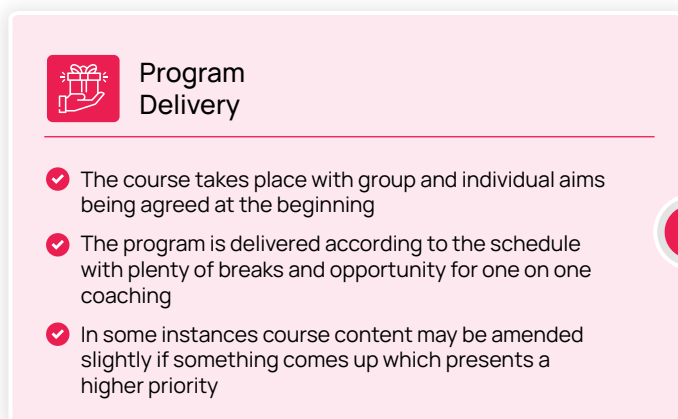 Program
Delivery
The course takes place with group and individual aims
being agreed at the beginning
The program is delivered according to the schedule
with plenty of breaks and opportunity for one on one
coaching
In some instances course content may be amended
slightly if something comes up which presents a
higher priority